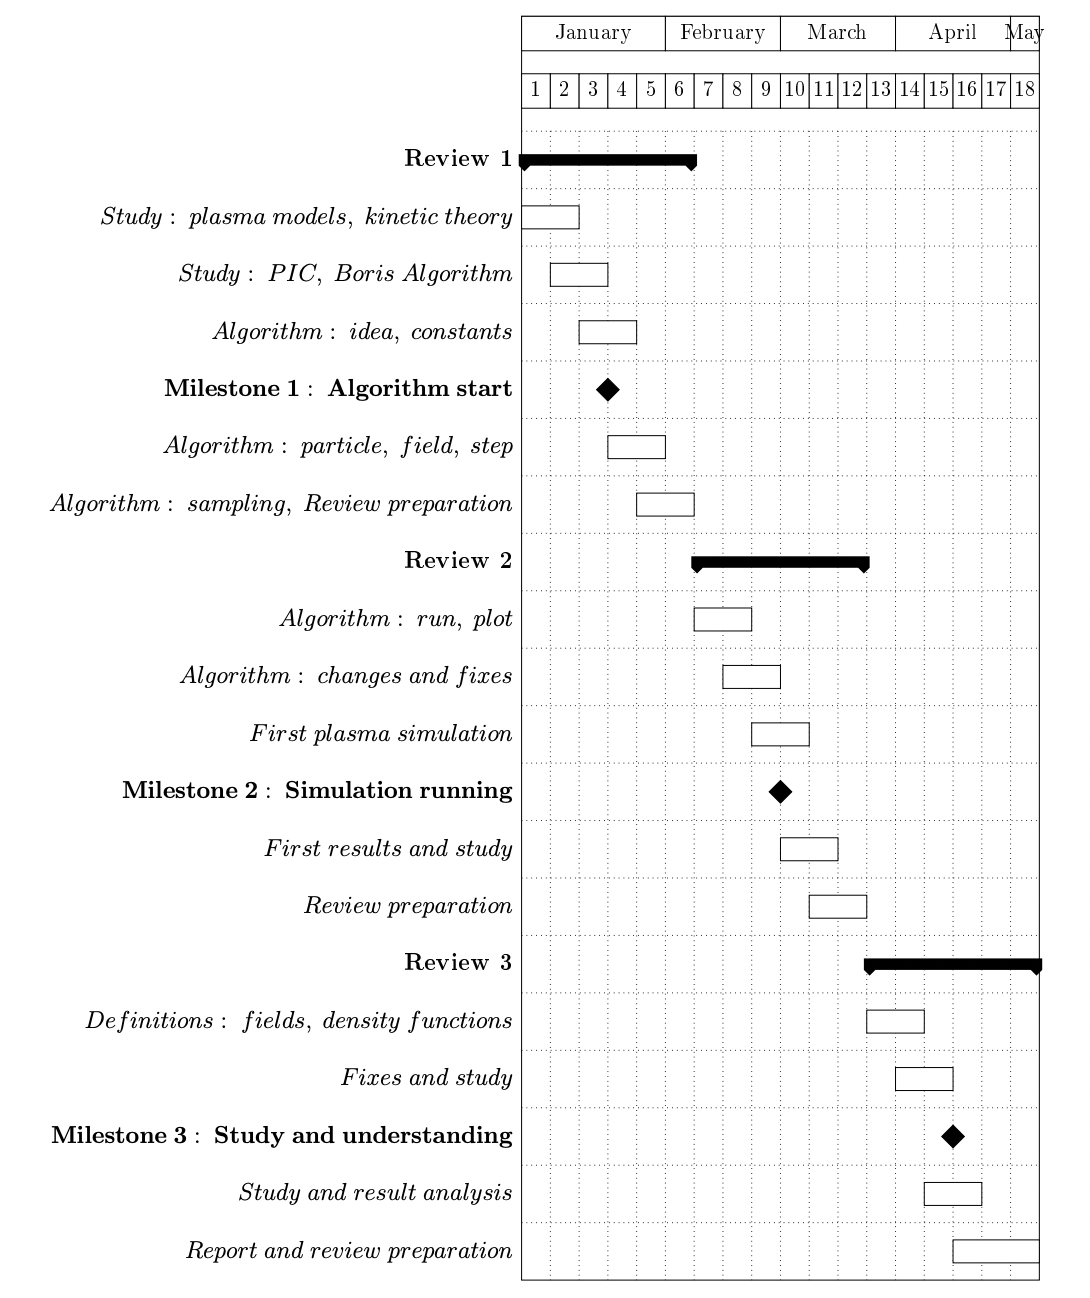 January February March April May
1 2 3 4 5 6 7 8 9 10 11 12 13 14 15 16 17 18
Review 1
Study : plasma models, kinetic theory
Study : PIC, Boris Algorithm
Algorithm : idea, constants
Milestone 1 : Algorithm start
Algorithm : particle, field, step
Algorithm : sampling, Review preparation
Review 2
Algorithm : run, plot
Algorithm : changes and fixes
First plasma simulation
Milestone 2 : Simulation running
First results and study
Review preparation
Review 3
Definitions : fields, density functions
Fixes and study
Milestone 3 : Study and understanding
Study and result analysis
Report and review preparation